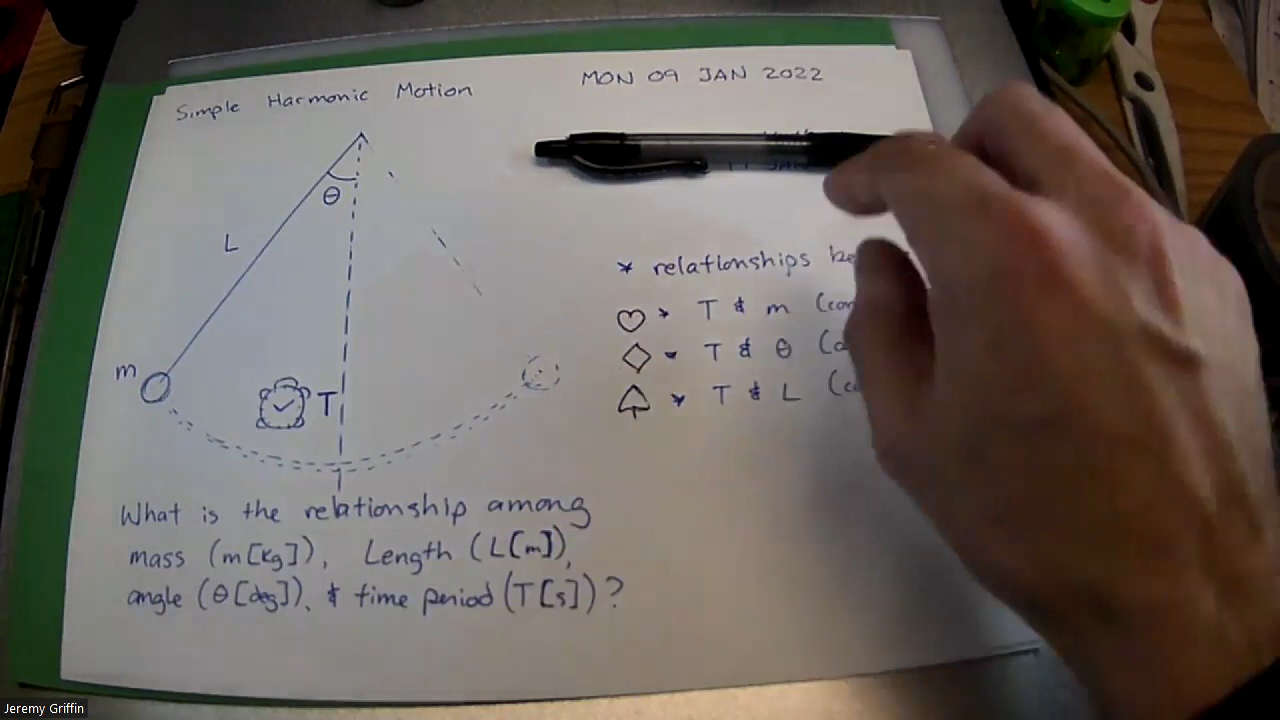 Simple Harmonic Motion
MON 09 JAN 2022
JAN
θ
L
* relationships
♡ * T & m
◇ * T & θ
♤ * T & L
m
T
What is the relationship among
mass (m[kg]), Length (L[m]),
angle (θ[deg]), & time period (T[s])?
Jeremy Griffin